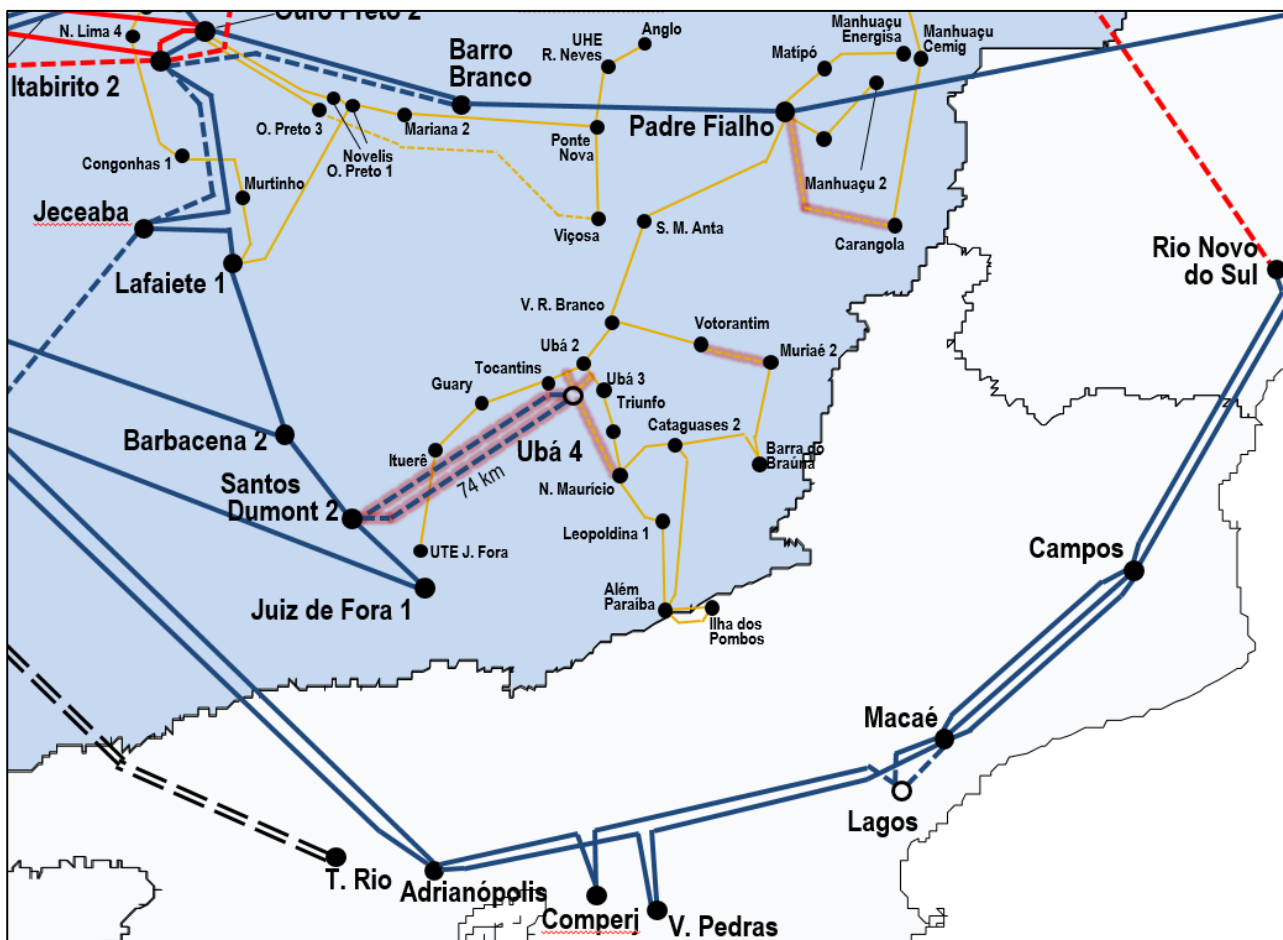 Ouro Preto 2
N. Lima 4
Itabirito 2
Barro
Branco
UHE
R. Neves
Anglo
Matipó
Manhuaçu
Energisa
Manhuaçu
Cemig
O. Preto 3
Novelis
O. Preto 1
Mariana 2
Ponte
Nova
Padre Fialho
Manhuaçu 2
Congonhas 1
Murtinho
Jeceaba
Viçosa
S. M. Anta
Carangola
Lafaiete 1
Rio Novo
do Sul
V. R. Branco
Votorantim
Muriaé 2
Ubá 2
Tocantins
Ubá 3
Guary
Triunfo
Cataguases 2
Barbacena 2
Ituerê
Ubá 4
Barra do
Braúna
74 km
N. Maurício
Santos
Dumont 2
Leopoldina 1
UTE J. Fora
Campos
Juiz de Fora 1
Além
Paraíba
Ilha dos
Pombos
Macaé
Lagos
T. Rio
Adrianópolis
Comperj
V. Pedras